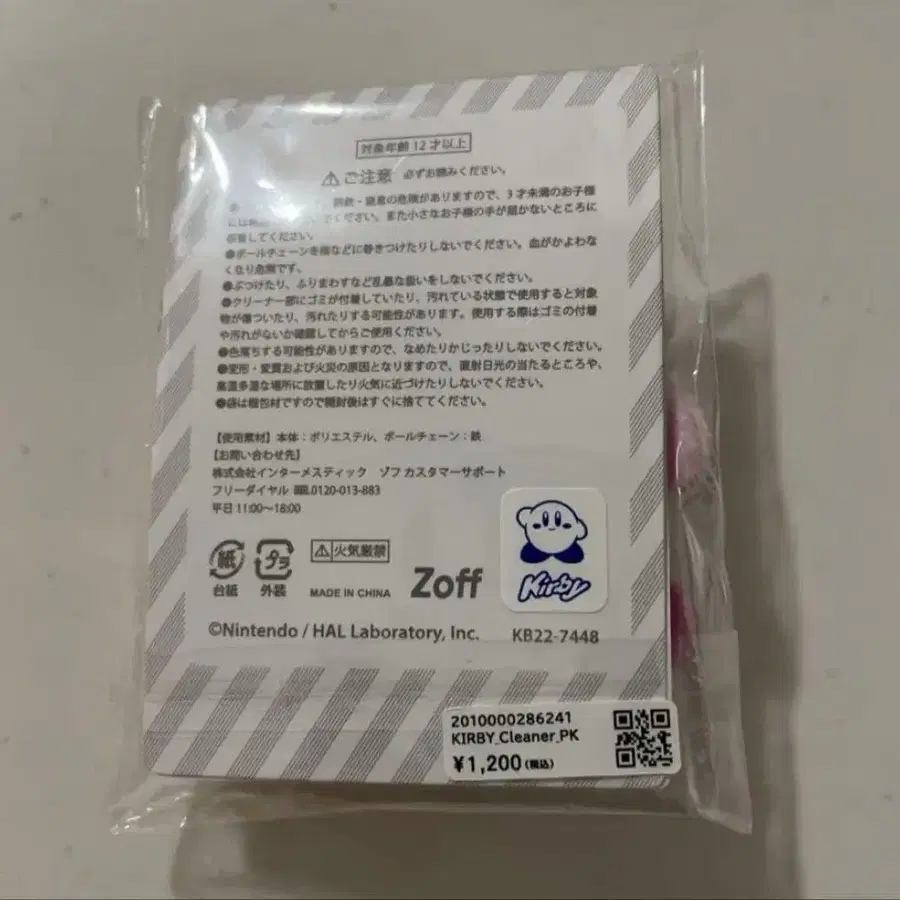 対象年齢12才以上
⚠ご注意 必ずお読みください。
・窒息の危険がありますので、3才未満のお子様
でください。また小さなお子様の手が届かないところに
保管してください。
●ボールチェーンを指などに巻きつけたりしないでください。血がかよわな
くなり危険です。
●ぶつけたり、ふりまわすなど乱暴な扱いをしないでください。
●クリーナー部にゴミが付着していたり、汚れている状態で使用すると対象
物が傷ついたり、汚れたりする可能性があります。使用する際はゴミの付着
や汚れがないか確認してからご使用ください。
●色落ちする可能性がありますので、なめたりかじったりしないでください。
●変形・変質および火災の原因となりますので、直射日光の当たるところや、
高温多湿な場所に放置したり火気に近づけたりしないでください。
●袋は梱包材ですので開封後はすぐに捨ててください。
【使用素材】本体:ポリエステル、ボールチェーン:鉄
【お問い合わせ先】
株式会社インターメスティック ゾフ カスタマーサポート
フリーダイヤル 0120-013-883
平日 11:00〜18:00
紙 プラ ⚠火気厳禁
台紙 外装 MADE IN CHINA Zoff
Kirby
©Nintendo / HAL Laboratory, Inc. KB22-7448
2010000286241
KIRBY_Cleaner_PK
¥1,200(税込)